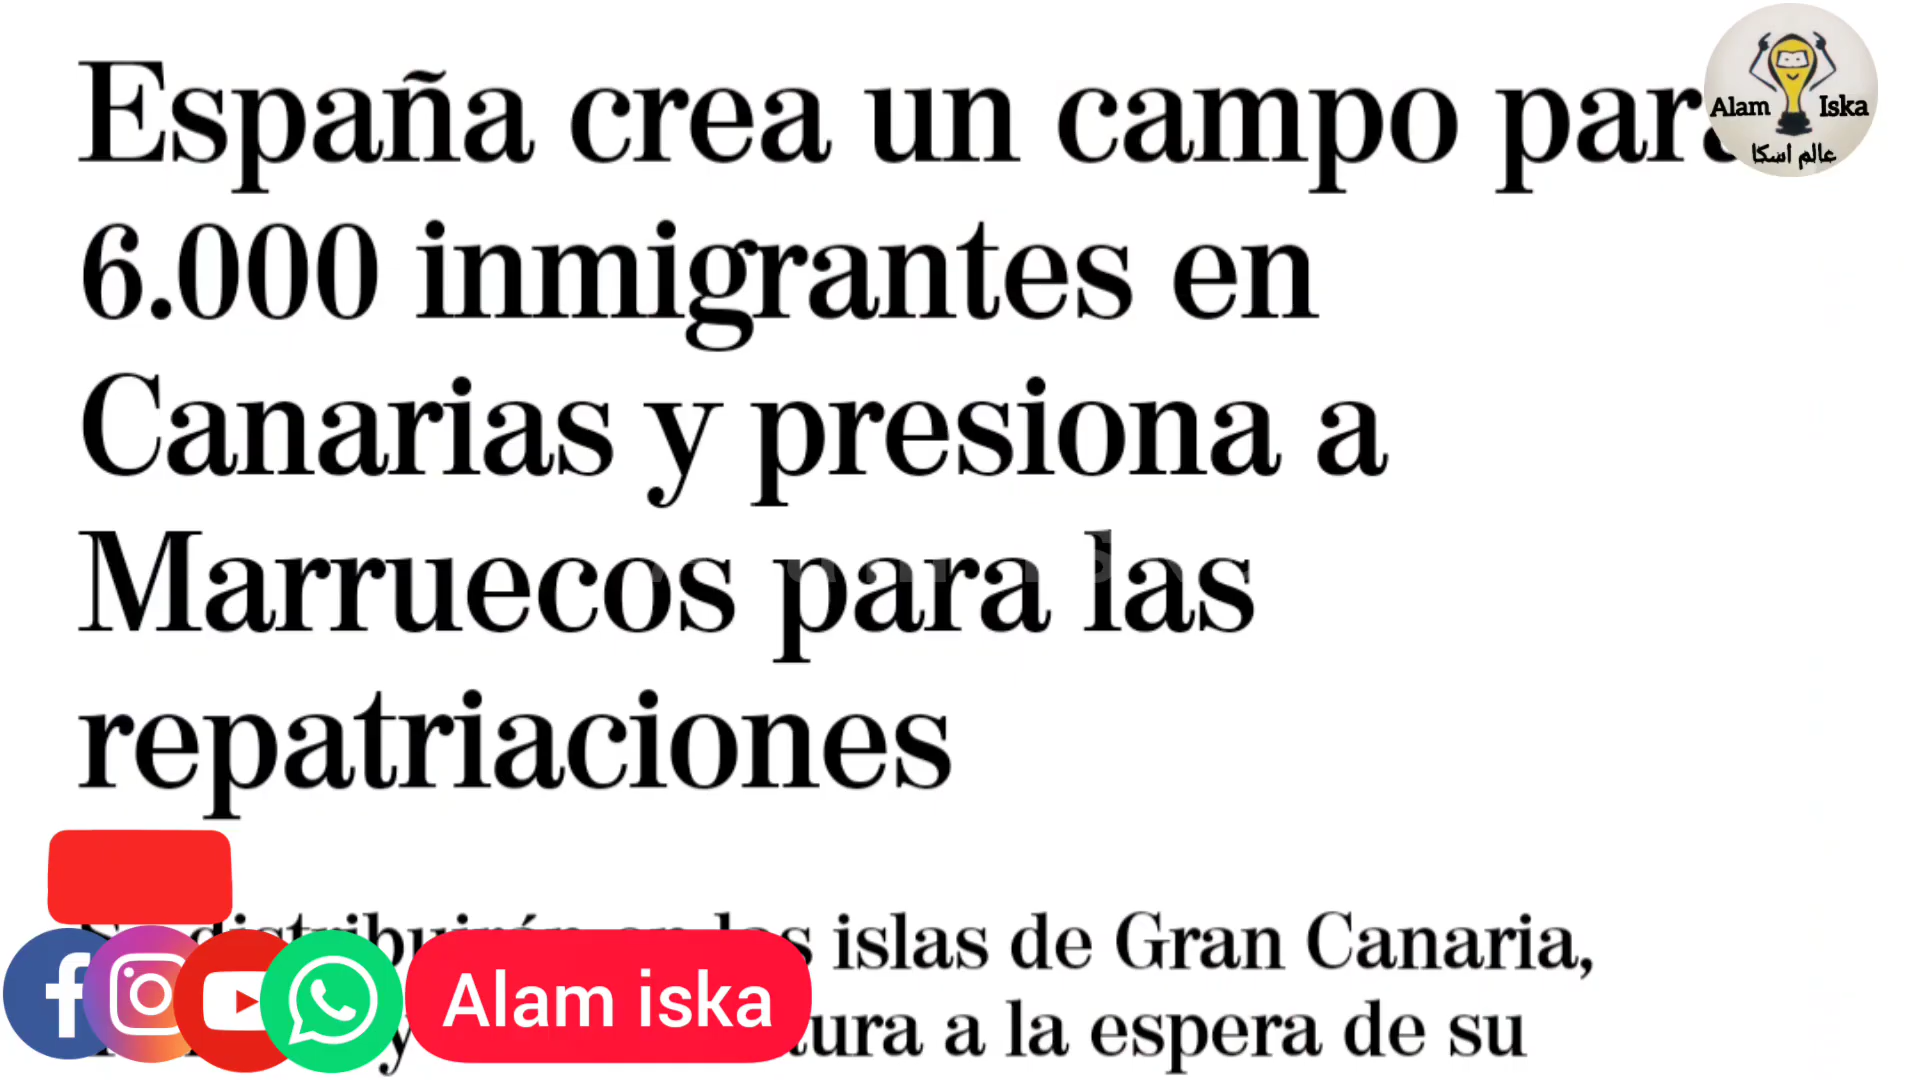 España crea un campo para
6.000 inmigrantes en
Canarias y presiona a
Marruecos para las
repatriaciones
islas de Gran Canaria,
a la espera de su
Alam Iska
عالم اسكا
Alam iska